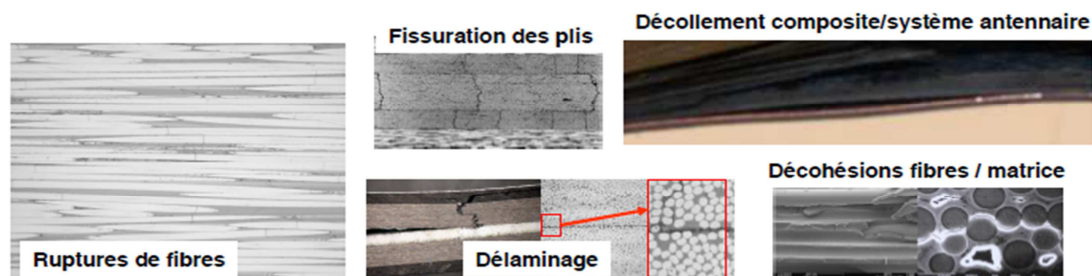 Fissuration des plis
Décollement composite/système antennaire
Ruptures de fibres
Délaminage
Décohésions fibres / matrice